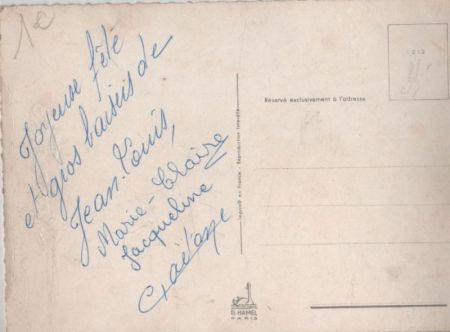 1e
Joyeuse fête
et gros baisers de
Jean-Louis,
Marie-Claire
Jacqueline
Imprimé en France - Reproduction interdite
Réservé exclusivement à l'adresse
212
D. HAMEL
PARIS